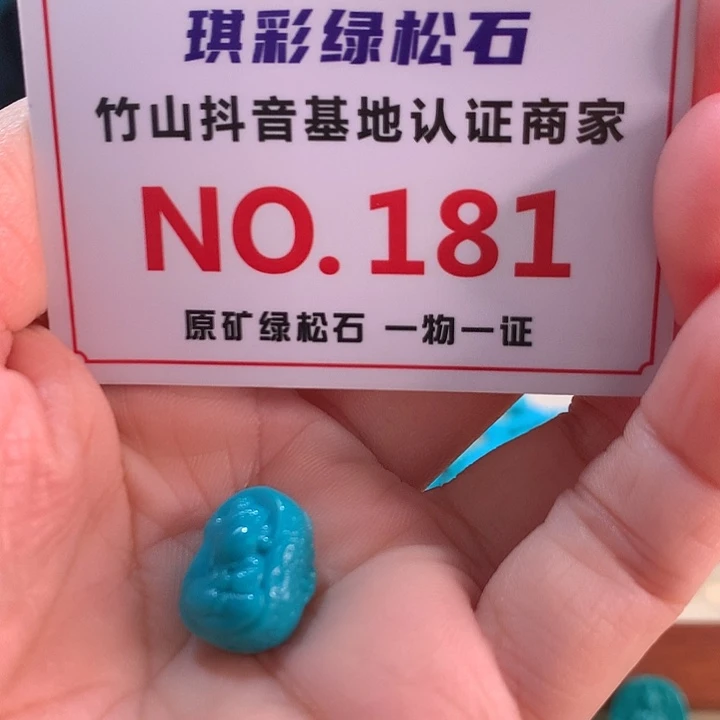 琪彩绿松石
竹山抖音基地认证商家
NO.181
原矿绿松石 一物一证